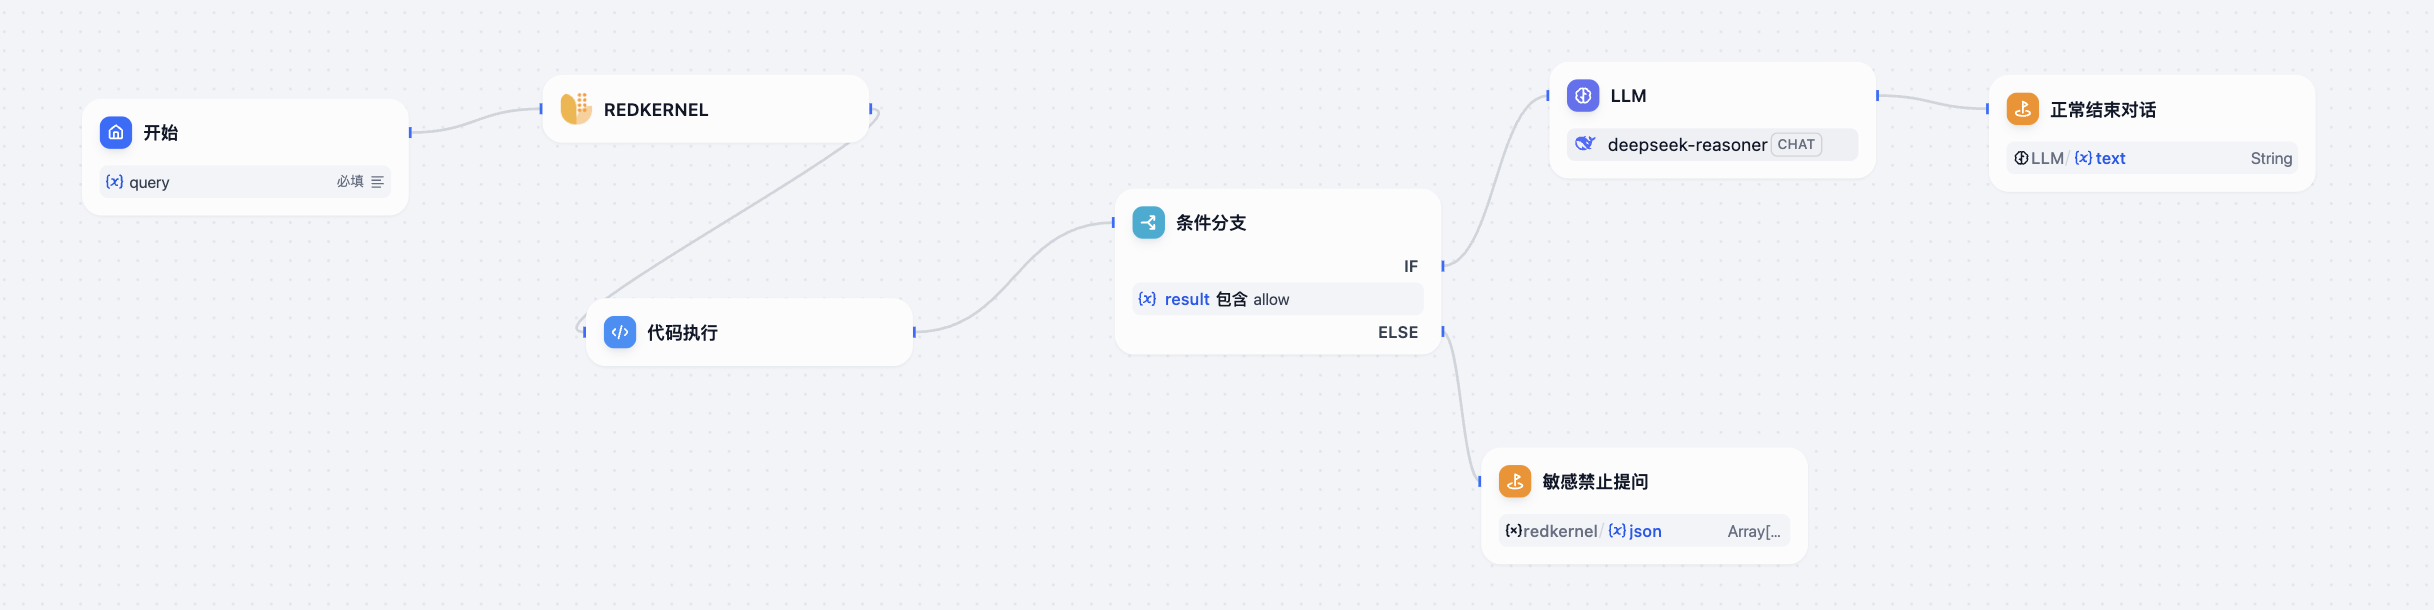 开始
{x} query 必填
REDKERNEL
代码执行
条件分支
IF
{x} result 包含 allow
ELSE
LLM
deepseek-reasoner CHAT
正常结束对话
LLM/{x} text String
敏感禁止提问
{x}redkernel/{x} json Array[...